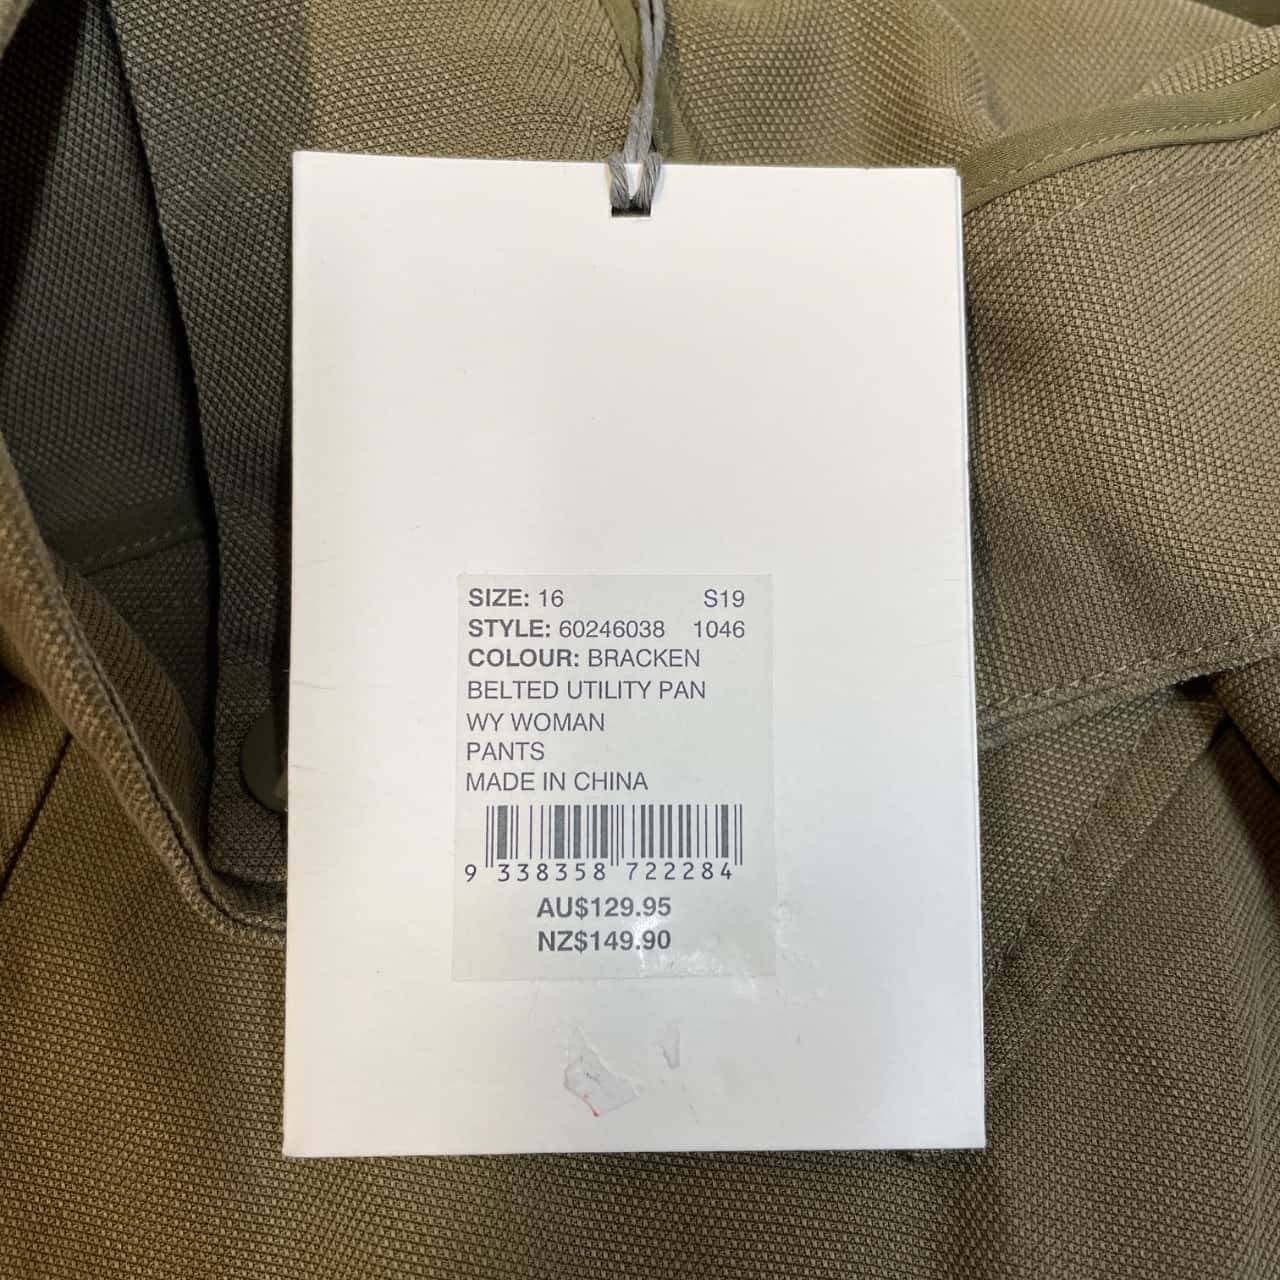 SIZE: 16 S19
STYLE: 60246038 1046
COLOUR: BRACKEN
BELTED UTILITY PAN
WY WOMAN
PANTS
MADE IN CHINA
9 338358 722284
AU$129.95
NZ$149.90